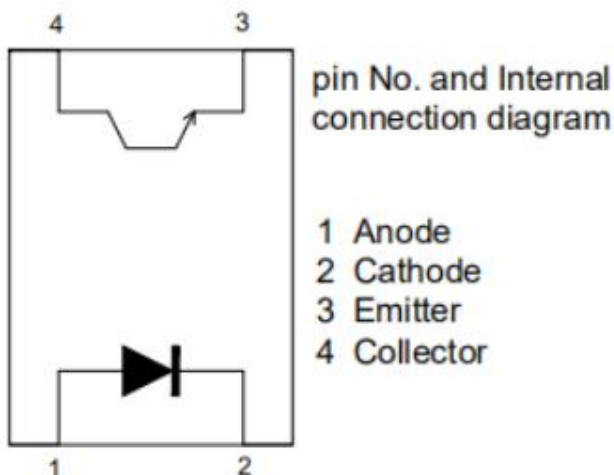 4 3
pin No. and Internal
connection diagram
1 Anode
2 Cathode
3 Emitter
4 Collector
1 2